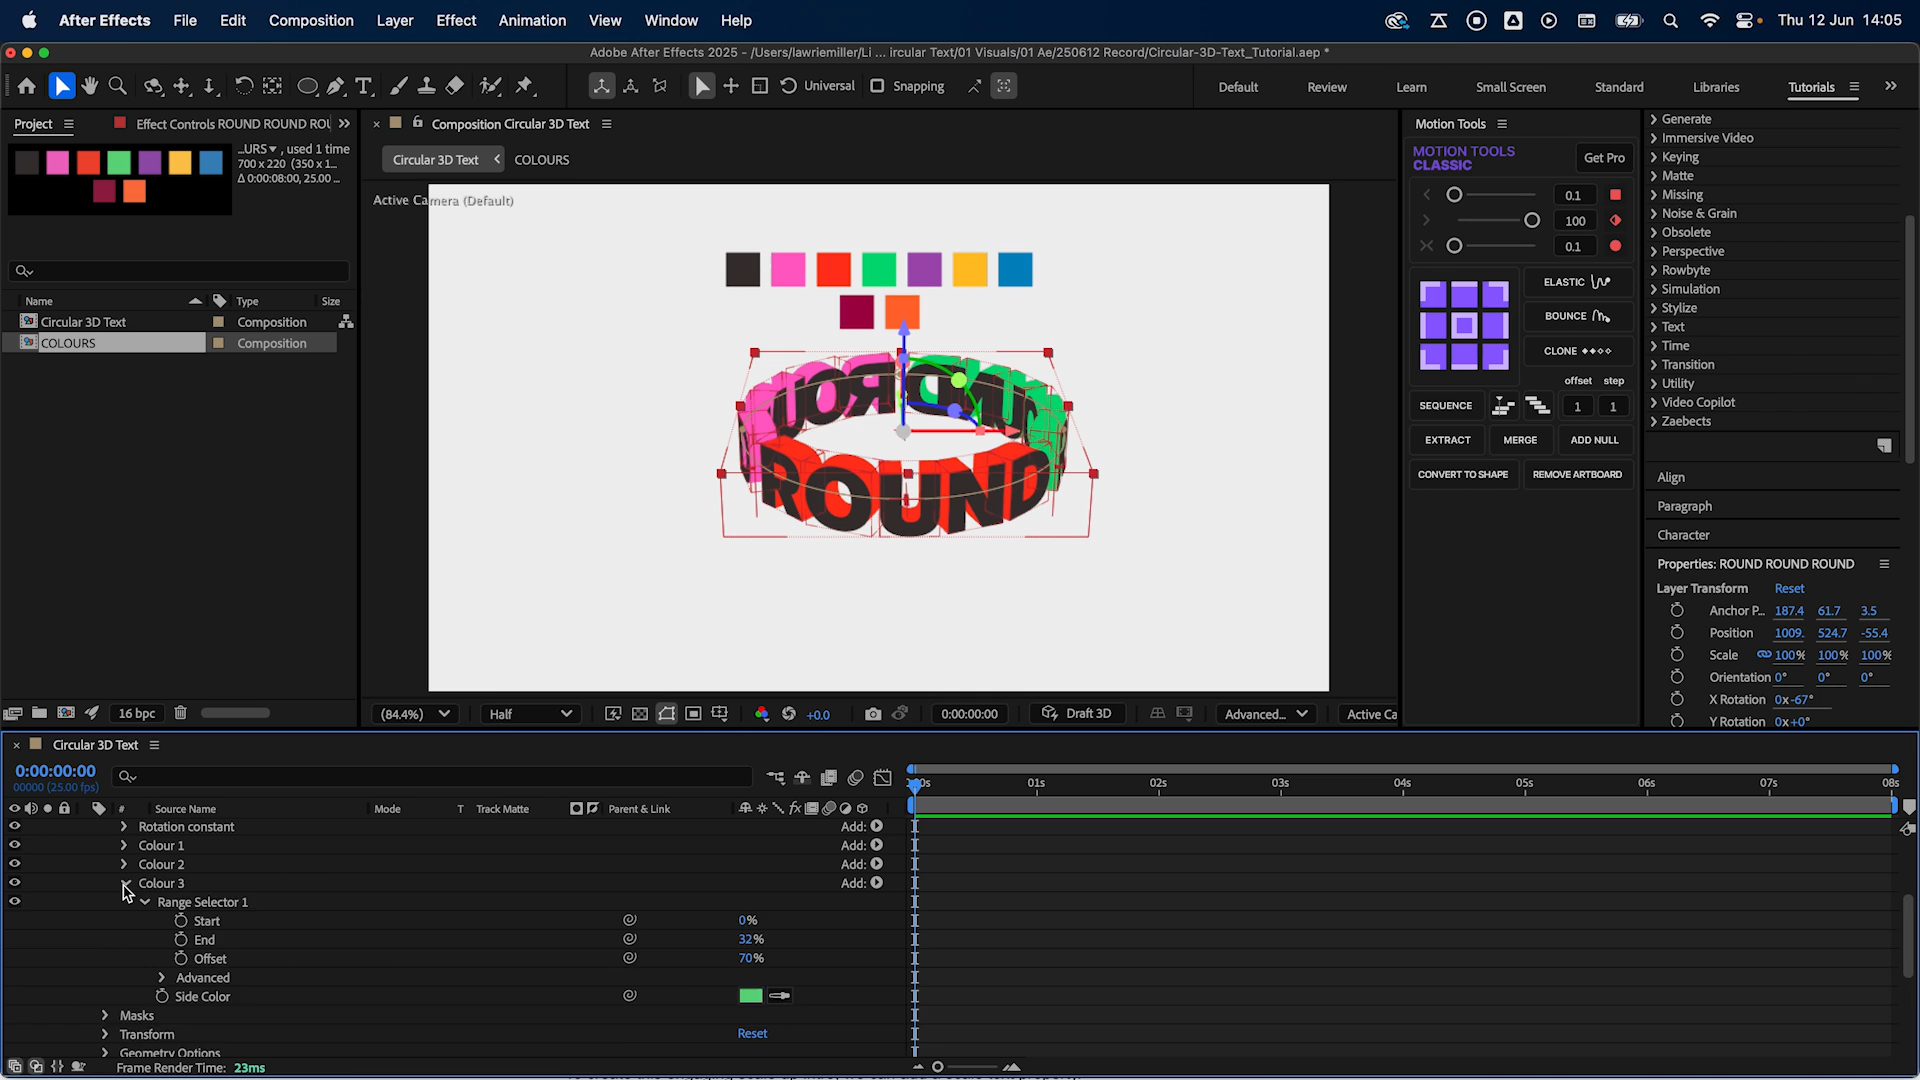 After Effects File Edit Composition Layer Effect Animation View Window Help Thu 12 Jun 14:05
Adobe After Effects 2025 - /Users/lawriemiller/Li ... ircular Text/01 Visuals/01 Ae/250612 Record/Circular-3D-Text_Tutorial.aep *
Universal Snapping Default Review Learn Small Screen Standard Libraries Tutorials
Project Effect Controls ROUND ROUND ROU
...URS , used 1 time
700 x 220 (350 x 1...
Δ 0:00:08:00, 25.00 ...
Name Type Size
Circular 3D Text Composition
COLOURS Composition
16 bpc
Composition Circular 3D Text
Circular 3D Text COLOURS
Active Camera (Default)
ROUND
ROUND
(84.4%) Half +0.0 0:00:00:00 Draft 3D Advanced... Active Ca
Motion Tools
MOTION TOOLS
CLASSIC
Get Pro
0.1
100
0.1
ELASTIC
BOUNCE
CLONE
offset step
SEQUENCE 1 1
EXTRACT MERGE ADD NULL
CONVERT TO SHAPE REMOVE ARTBOARD
Generate
Immersive Video
Keying
Matte
Missing
Noise & Grain
Obsolete
Perspective
Rowbyte
Simulation
Stylize
Text
Time
Transition
Utility
Video Copilot
Zaebects
Align
Paragraph
Character
Properties: ROUND ROUND ROUND
Layer Transform Reset
Anchor P... 187.4 61.7 3.5
Position 1009. 524.7 -55.4
Scale 100% 100% 100%
Orientation 0° 0° 0°
X Rotation 0x-67°
Y Rotation 0x+0°
Circular 3D Text
0:00:00:00
00000 (25.00 fps)
:00s 01s 02s 03s 04s 05s 06s 07s 08s
# Source Name Mode T Track Matte Parent & Link
Rotation constant Add:
Colour 1 Add:
Colour 2 Add:
Colour 3 Add:
Range Selector 1
Start 0%
End 32%
Offset 70%
Advanced
Side Color
Masks
Transform Reset
Geometry Options
Frame Render Time: 23ms